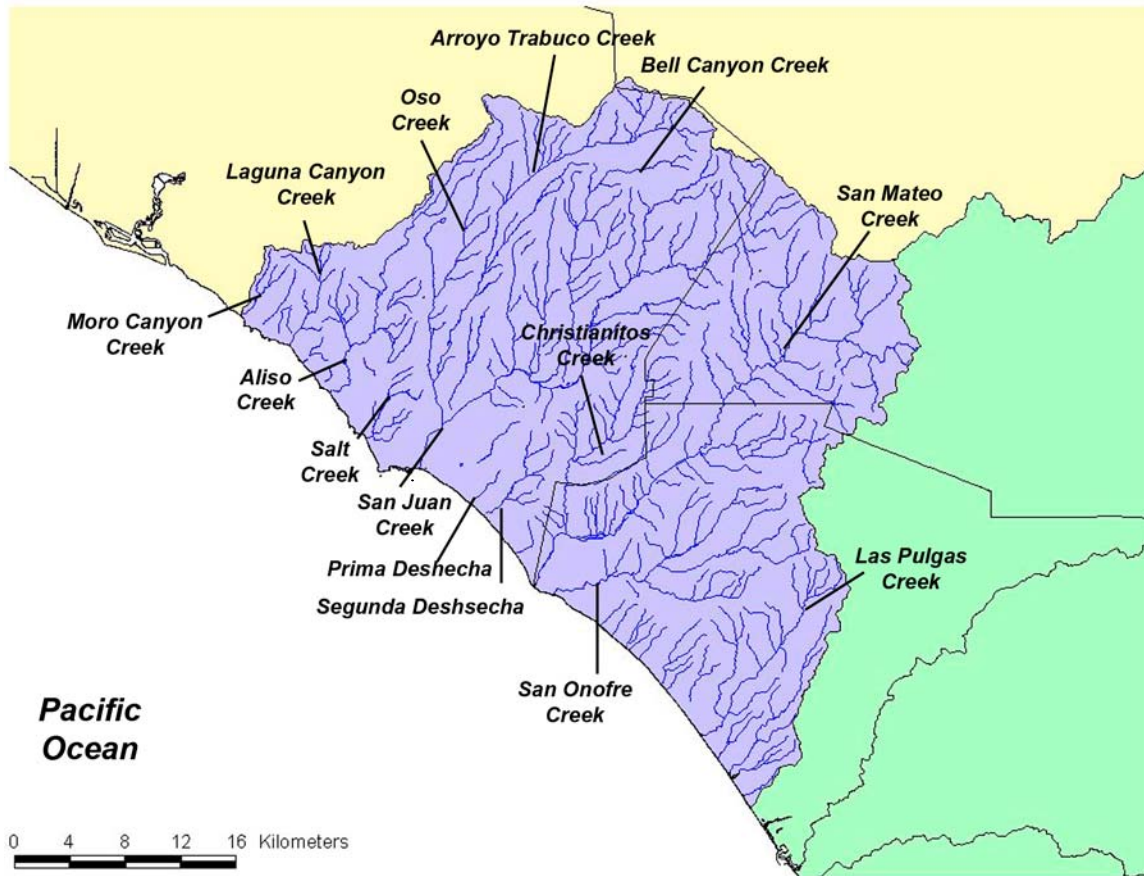 Arroyo Trabuco Creek
Bell Canyon Creek
Oso
Creek
Laguna Canyon
Creek
San Mateo
Creek
Moro Canyon
Creek
Christianitos
Creek
Aliso
Creek
Salt
Creek
San Juan
Creek
Prima Deshecha
Segunda Deshsecha
Las Pulgas
Creek
San Onofre
Creek
Pacific
Ocean
0 4 8 12 16 Kilometers